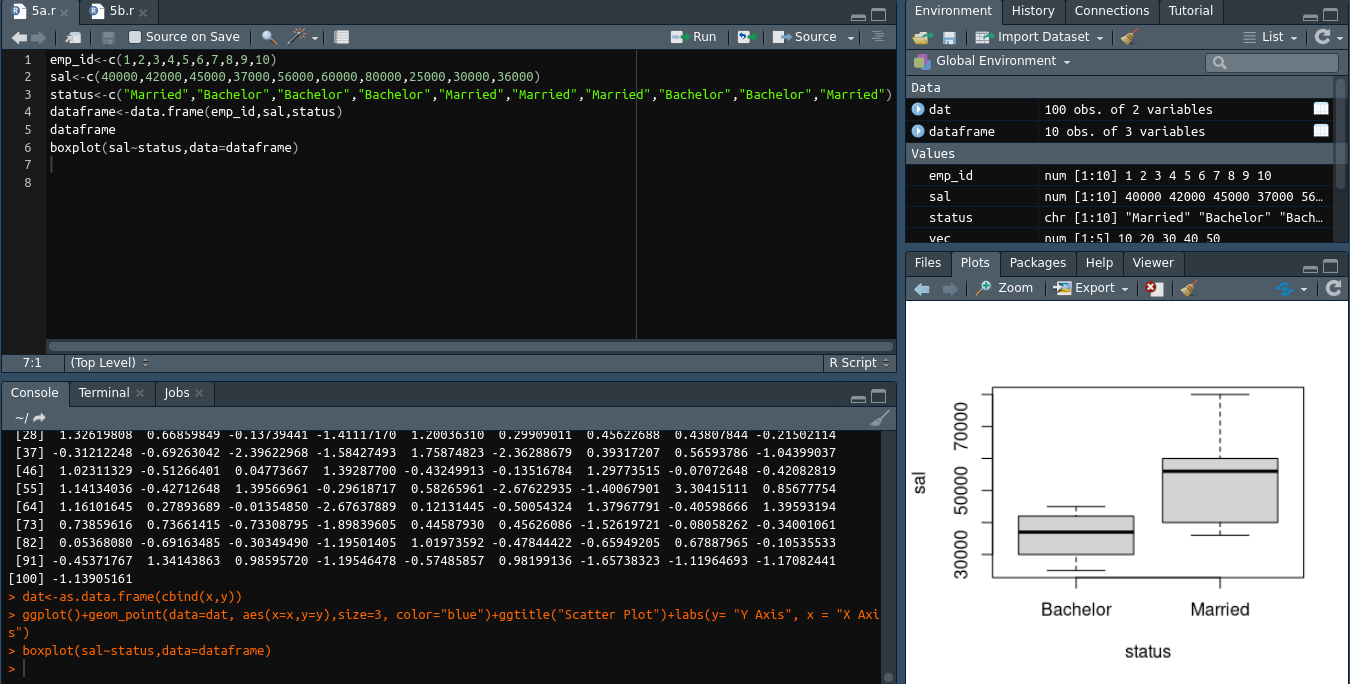 5a.r 5b.r
Source on Save Run Source
1 emp_id<-c(1,2,3,4,5,6,7,8,9,10)
2 sal<-c(40000,42000,45000,37000,56000,60000,80000,25000,30000,36000)
3 status<-c("Married","Bachelor","Bachelor","Bachelor","Married","Married","Married","Bachelor","Bachelor","Married")
4 dataframe<-data.frame(emp_id,sal,status)
5 dataframe
6 boxplot(sal~status,data=dataframe)
7
8
7:1 (Top Level) R Script
Console Terminal Jobs
~/
[28] 1.32619808 0.66859849 -0.13739441 -1.41117170 1.20036310 0.29909011 0.45622688 0.43807844 -0.21502114
[37] -0.31212248 -0.69263042 -2.39622968 -1.58427493 1.75874823 -2.36288679 0.39317207 0.56593786 -1.04399037
[46] 1.02311329 -0.51266401 0.04773667 1.39287700 -0.43249913 -0.13516784 1.29773515 -0.07072648 -0.42082819
[55] 1.14134036 -0.42712648 1.39566961 -0.29618717 0.58265961 -2.67622935 -1.40067901 3.30415111 0.85677754
[64] 1.16101645 0.27893689 -0.01354850 -2.67637889 0.12131445 -0.50054324 1.37967791 -0.40598666 1.39593194
[73] 0.73859616 0.73661415 -0.73308795 -1.89839605 0.44587930 0.45626086 -1.52619721 -0.08058262 -0.34001061
[82] 0.05368080 -0.69163485 -0.30349490 -1.19501405 1.01973592 -0.47844422 -0.65949205 0.67887965 -0.10535533
[91] -0.45371767 1.34143863 0.98595720 -1.19546478 -0.57485857 0.98199136 -1.65738323 -1.11964693 -1.17082441
[100] -1.13905161
> dat<-as.data.frame(cbind(x,y))
> ggplot()+geom_point(data=dat, aes(x=x,y=y),size=3, color="blue")+ggtitle("Scatter Plot")+labs(y= "Y Axis", x = "X Axi
s")
> boxplot(sal~status,data=dataframe)
>
Environment History Connections Tutorial
Import Dataset List
Global Environment
Data
dat 100 obs. of 2 variables
dataframe 10 obs. of 3 variables
Values
emp_id num [1:10] 1 2 3 4 5 6 7 8 9 10
sal num [1:10] 40000 42000 45000 37000 56…
status chr [1:10] "Married" "Bachelor" "Bach…
vec num [1:5] 10 20 30 40 50
Files Plots Packages Help Viewer
Zoom Export
70000
50000
30000
sal
Bachelor Married
status